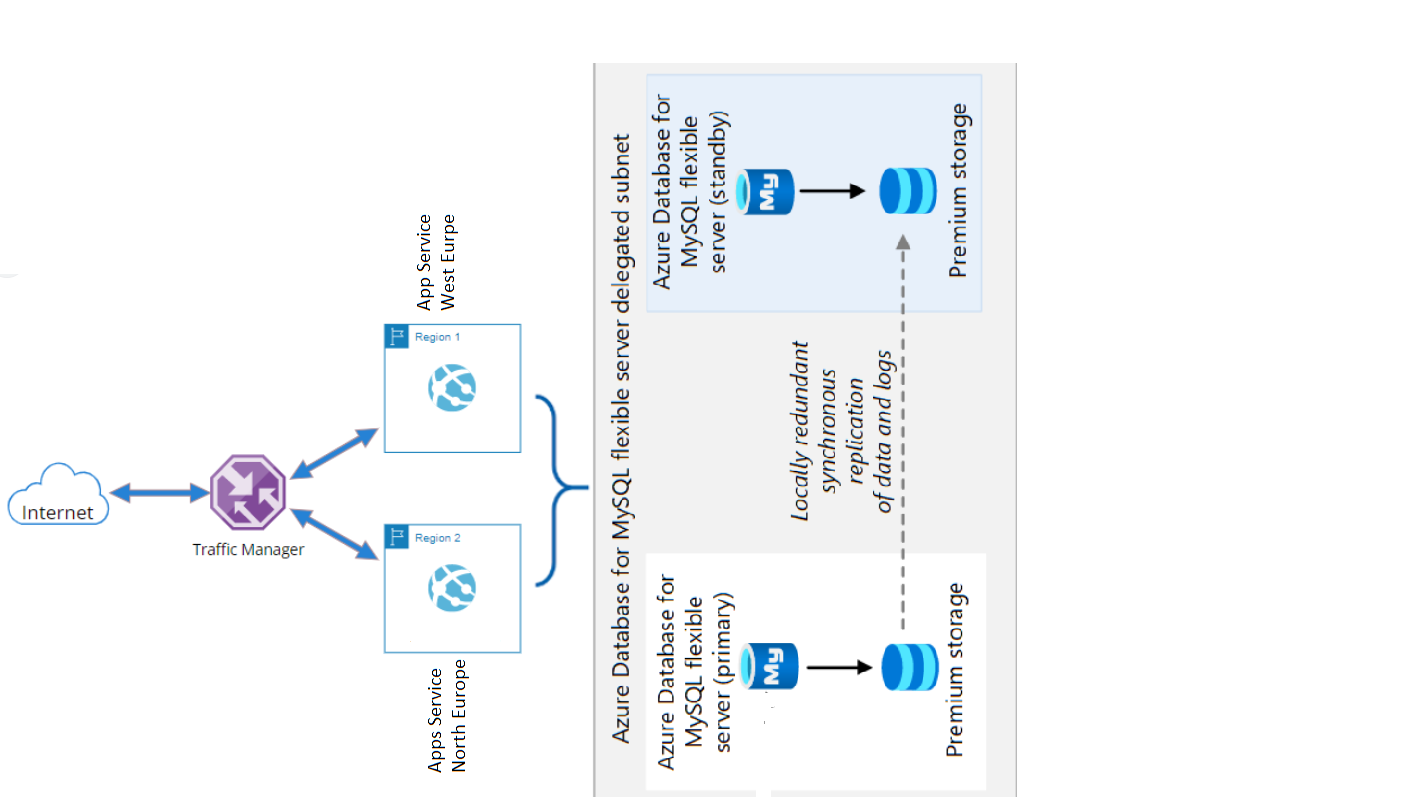 Internet
Traffic Manager
App Service
West Eurpe
Region 1
Region 2
Apps Service
North Europe
Azure Database for MySQL flexible server delegated subnet
Azure Database for
MySQL flexible
server (standby)
My
Premium storage
Locally redundant
synchronous
replication
of data and logs
Azure Database for
MySQL flexible
server (primary)
My
Premium storage